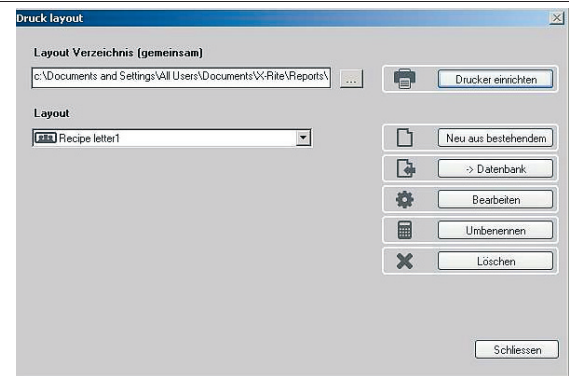 Druck layout
Layout Verzeichnis (gemeinsam)
c:\Documents and Settings\All Users\Documents\X-Rite\Reports\
...
Drucker einrichten
Layout
Recipe letter1
Neu aus bestehendem
-> Datenbank
Bearbeiten
Umbenennen
Löschen
Schliessen